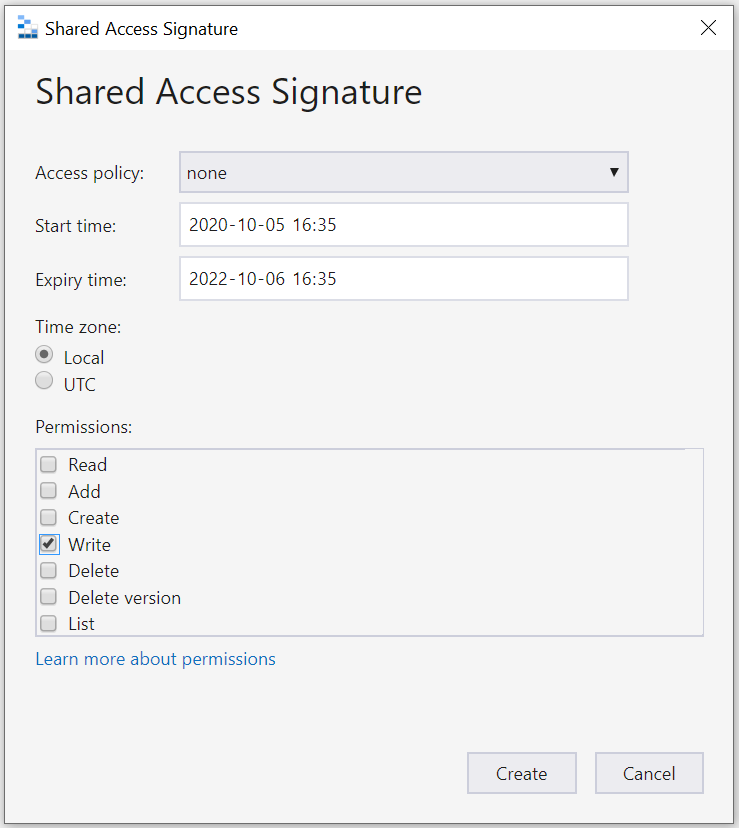 Shared Access Signature
Shared Access Signature
Access policy: none
Start time: 2020-10-05 16:35
Expiry time: 2022-10-06 16:35
Time zone:
Local
UTC
Permissions:
Read
Add
Create
Write
Delete
Delete version
List
Learn more about permissions
Create Cancel